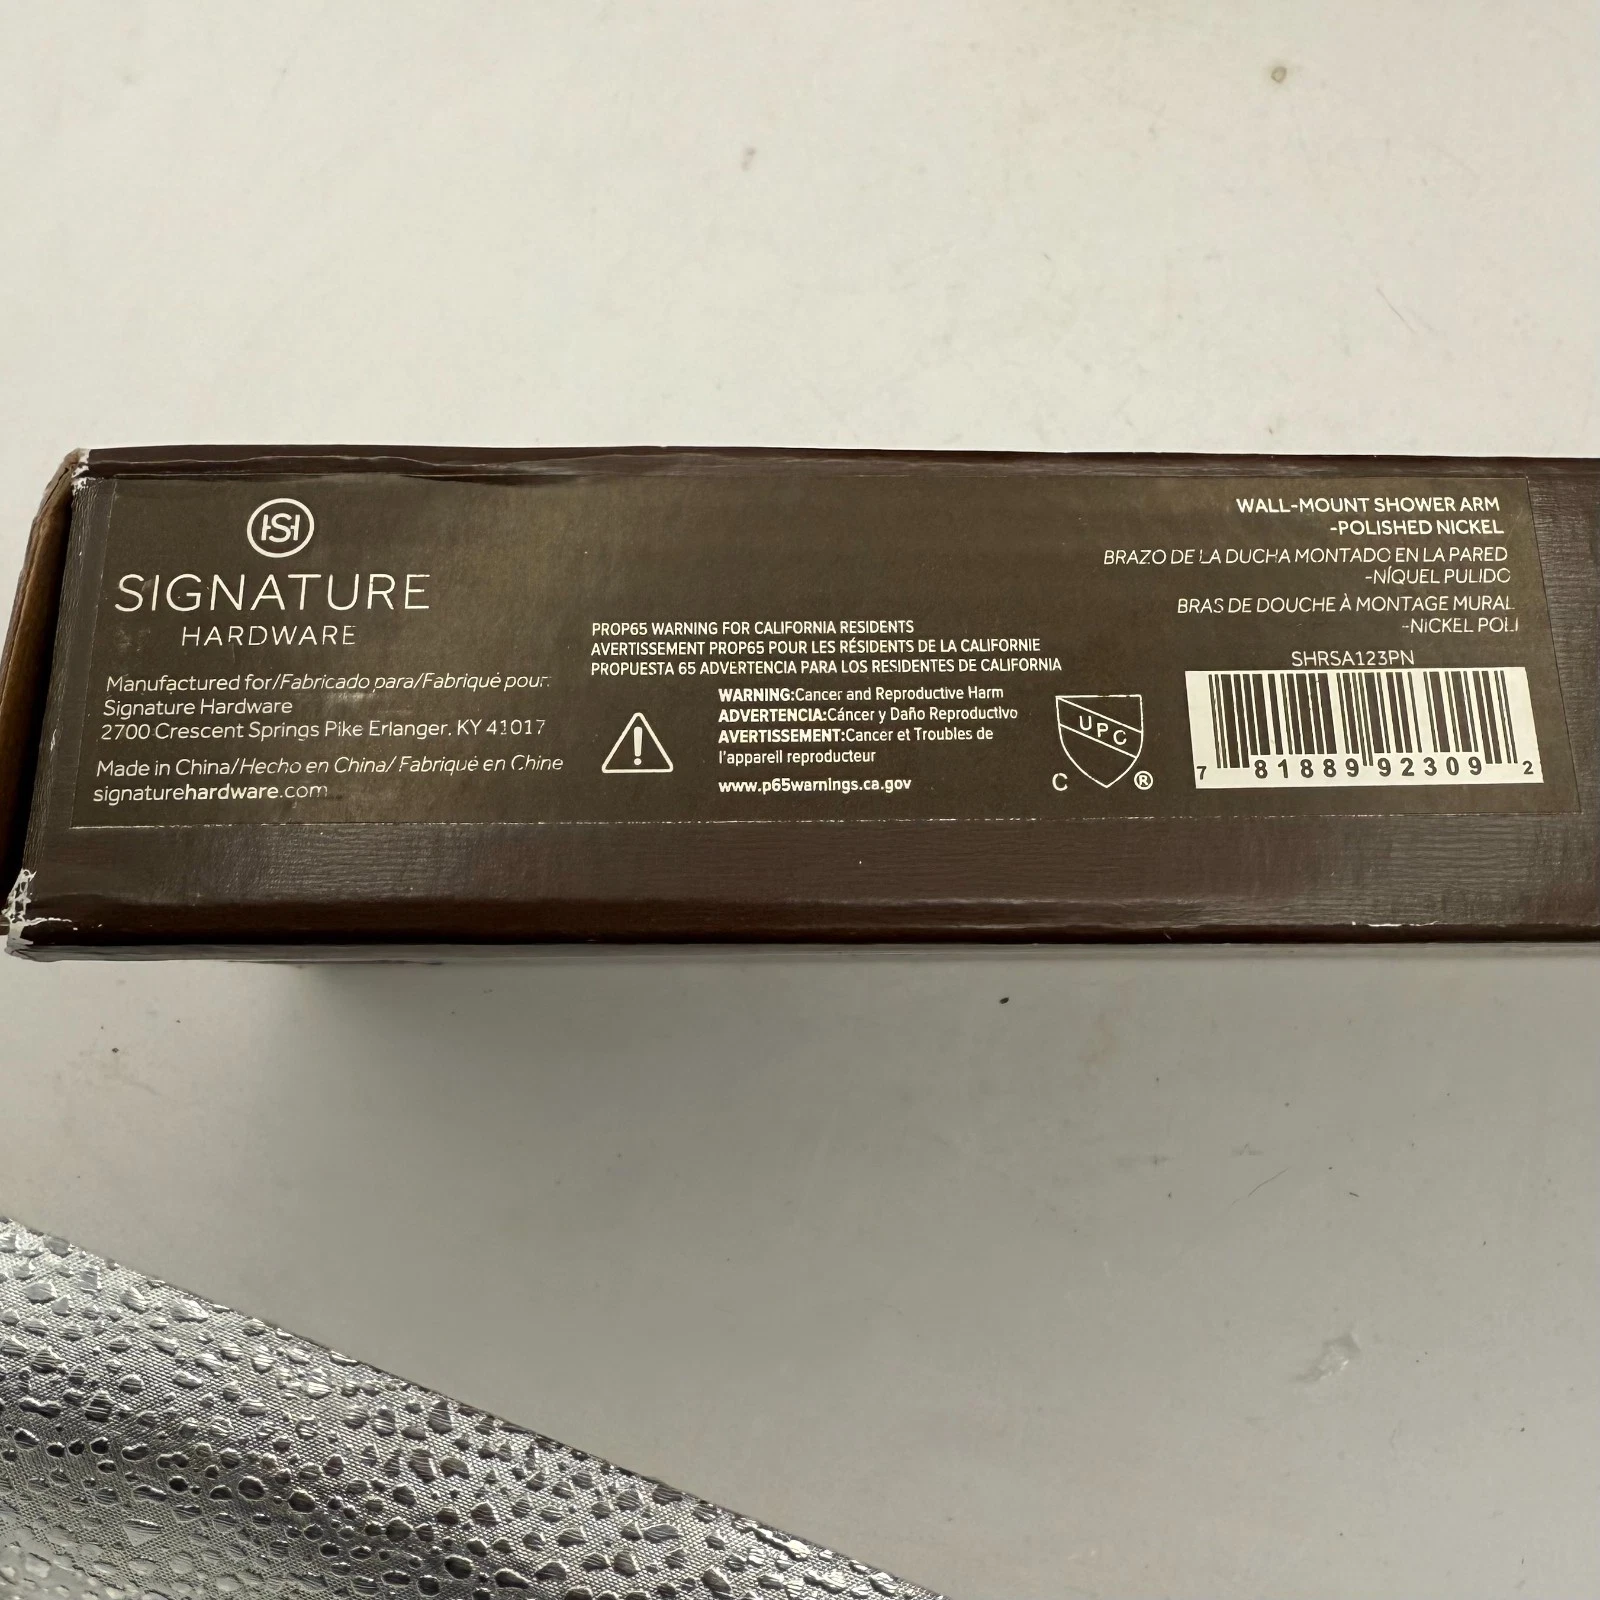 SIGNATURE
HARDWARE
Manufactured for/Fabricado para/Fabriqué pour:
Signature Hardware
2700 Crescent Springs Pike Erlanger, KY 41017
Made in China/Hecho en China/ Fabriqué en Chine
signaturehardware.com
PROP65 WARNING FOR CALIFORNIA RESIDENTS
AVERTISSEMENT PROP65 POUR LES RÉSIDENTS DE LA CALIFORNIE
PROPUESTA 65 ADVERTENCIA PARA LOS RESIDENTES DE CALIFORNIA
!
WARNING:Cancer and Reproductive Harm
ADVERTENCIA:Cáncer y Daño Reproductivo
AVERTISSEMENT:Cancer et Troubles de
l'appareil reproducteur
www.p65warnings.ca.gov
UPC
C ®
WALL-MOUNT SHOWER ARM
-POLISHED NICKEL
BRAZO DE LA DUCHA MONTADO EN LA PARED
-NÍQUEL PULIDO
BRAS DE DOUCHE À MONTAGE MURAL
-NICKEL POLI
SHRSA123PN
7 81889 92309 2